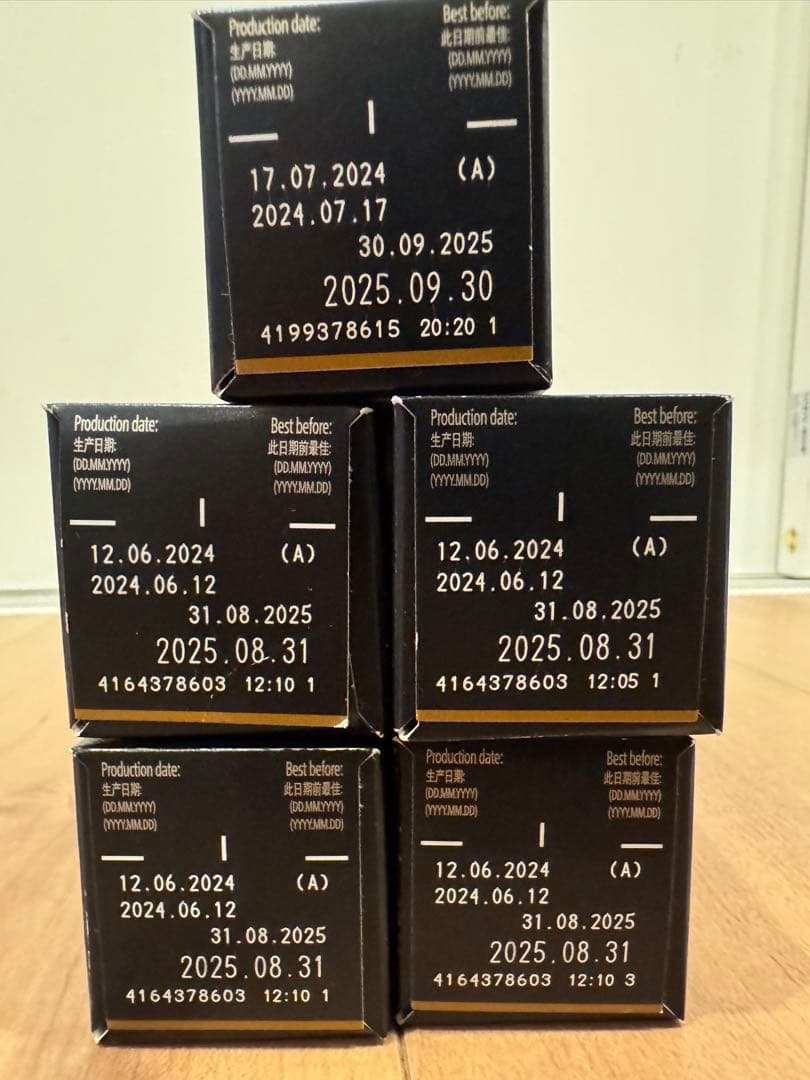 Production date:
生产日期:
(DD.MM.YYYY)
(YYYY.MM.DD)
Best before:
此日期前最佳:
(DD.MM.YYYY)
(YYYY.MM.DD)
17.07.2024 (A)
2024.07.17
30.09.2025
2025.09.30
4199378615 20:20 1
Production date:
生产日期:
(DD.MM.YYYY)
(YYYY.MM.DD)
Best before:
此日期前最佳:
(DD.MM.YYYY)
(YYYY.MM.DD)
12.06.2024 (A)
2024.06.12
31.08.2025
2025.08.31
4164378603 12:10 1
Production date:
生产日期:
(DD.MM.YYYY)
(YYYY.MM.DD)
Best before:
此日期前最佳:
(DD.MM.YYYY)
(YYYY.MM.DD)
12.06.2024 (A)
2024.06.12
31.08.2025
2025.08.31
4164378603 12:05 1
Production date:
生产日期:
(DD.MM.YYYY)
(YYYY.MM.DD)
Best before:
此日期前最佳:
(DD.MM.YYYY)
(YYYY.MM.DD)
12.06.2024 (A)
2024.06.12
31.08.2025
2025.08.31
4164378603 12:10 1
Production date:
生产日期:
(DD.MM.YYYY)
(YYYY.MM.DD)
Best before:
此日期前最佳:
(DD.MM.YYYY)
(YYYY.MM.DD)
12.06.2024 (A)
2024.06.12
31.08.2025
2025.08.31
4164378603 12:10 3